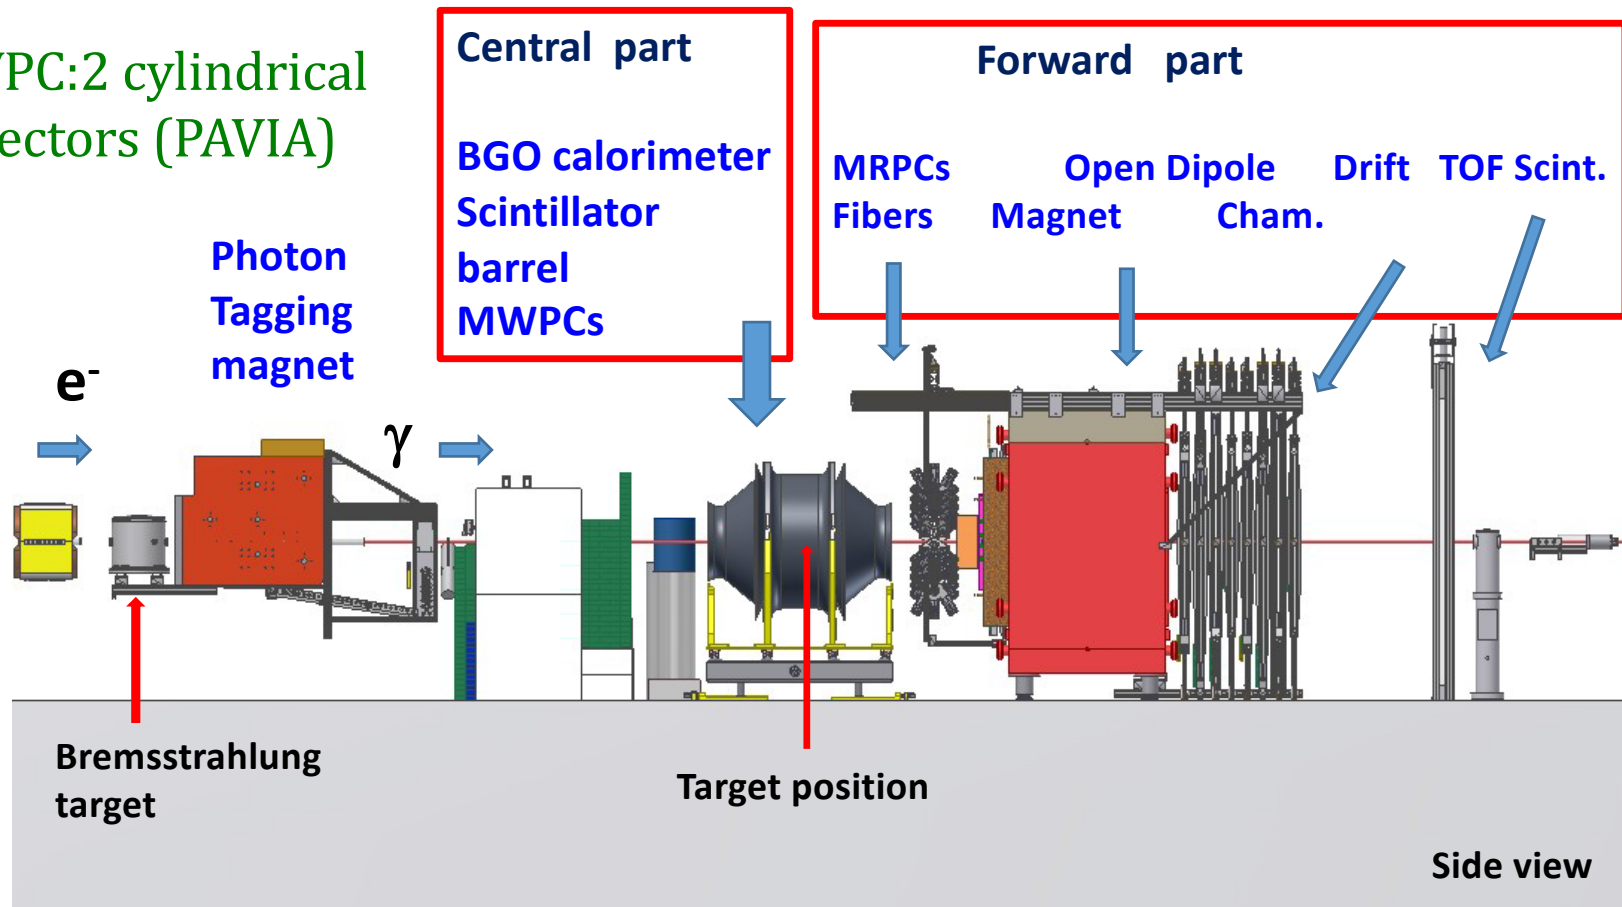 VPC:2 cylindrical
ectors (PAVIA)
Central part
BGO calorimeter
Scintillator
barrel
MWPCs
Forward part
MRPCs Open Dipole Drift TOF Scint.
Fibers Magnet Cham.
Photon
Tagging
magnet
e-
γ
Bremsstrahlung
target
Target position
Side view